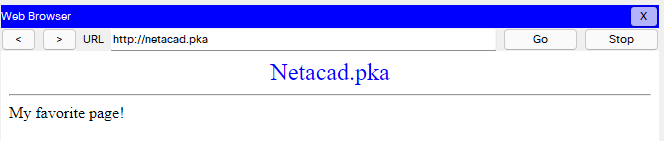 Web Browser X
< > URL http://netacad.pka Go Stop
Netacad.pka
My favorite page!